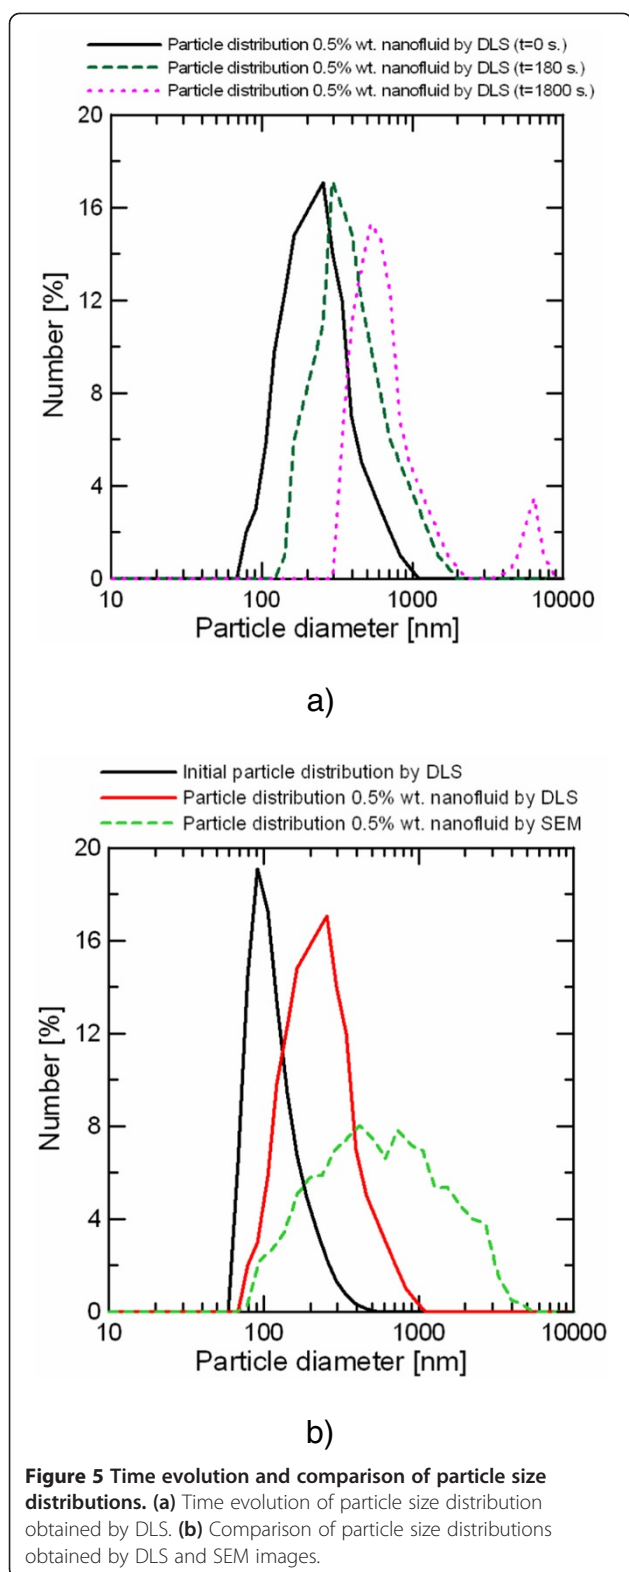 Particle distribution 0.5% wt. nanofluid by DLS (t=0 s.)
Particle distribution 0.5% wt. nanofluid by DLS (t=180 s.)
Particle distribution 0.5% wt. nanofluid by DLS (t=1800 s.)
20
16
12
8
4
0
Number [%]
10 100 1000 10000
Particle diameter [nm]
a)
Initial particle distribution by DLS
Particle distribution 0.5% wt. nanofluid by DLS
Particle distribution 0.5% wt. nanofluid by SEM
20
16
12
8
4
0
Number [%]
10 100 1000 10000
Particle diameter [nm]
b)
Figure 5 Time evolution and comparison of particle size
distributions. (a) Time evolution of particle size distribution
obtained by DLS. (b) Comparison of particle size distributions
obtained by DLS and SEM images.